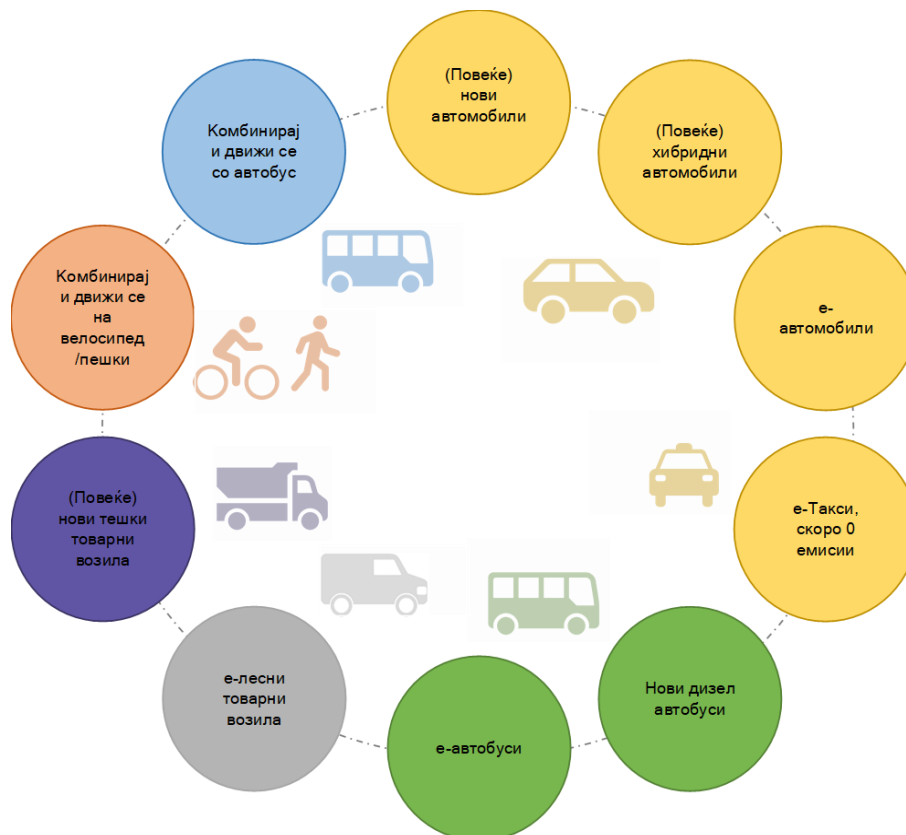 (Повеќе)
нови
автомобили
(Повеќе)
хибридни
автомобили
е-
автомобили
е-Такси,
скоро 0
емисии
Нови дизел
автобуси
е-автобуси
е-лесни
товарни
возила
(Повеќе)
нови тешки
товарни
возила
Комбинирај
и движи се
на
велосипед
/пешки
Комбинирај
и движи се
со автобус